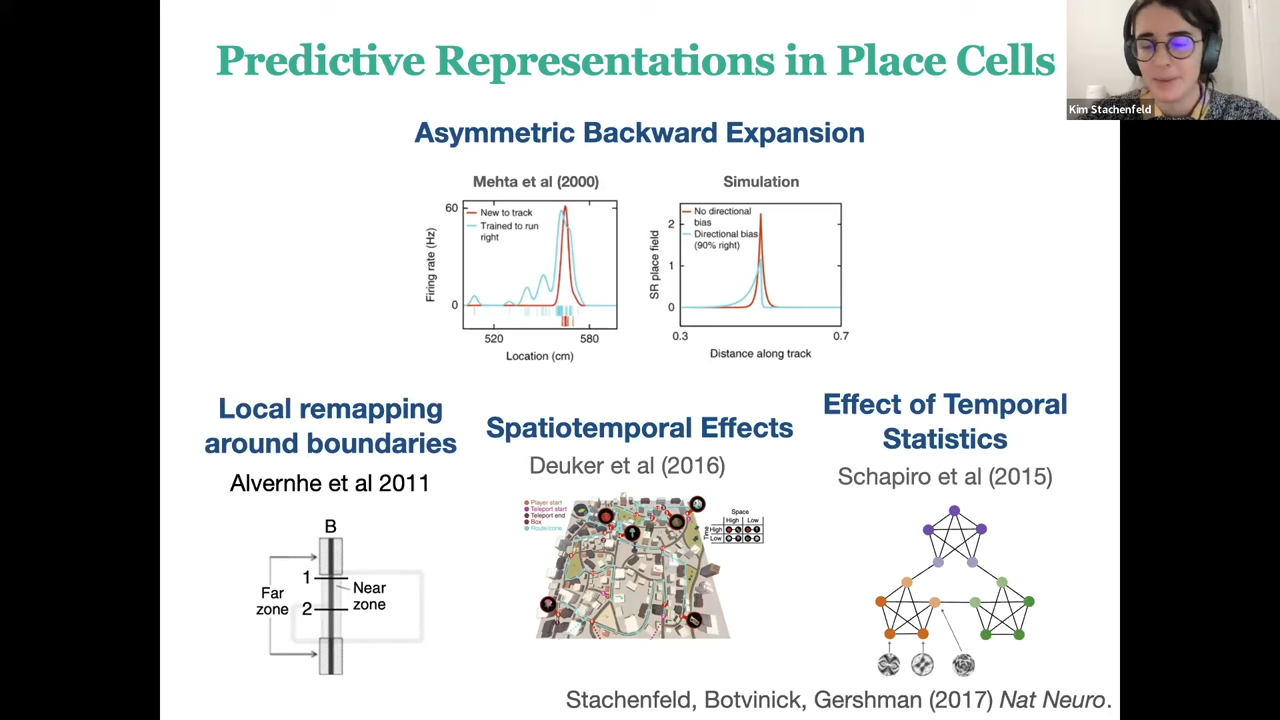 Predictive Representations in Place Cells
Kim Stachenfeld
Asymmetric Backward Expansion
Mehta et al (2000)
60
New to track
Trained to run
right
Firing rate (Hz)
0
520
580
Location (cm)
Simulation
2
No directional
bias
Directional bias
(90% right)
SR place field
1
0
0.3
0.7
Distance along track
Local remapping
around boundaries
Alvernhe et al 2011
B
1
Far
zone
2
Near
zone
Spatiotemporal Effects
Deuker et al (2016)
Player start
Teleport start
Teleport end
Box
Route/zone
Space
High
Low
Time
High
Low
Effect of Temporal
Statistics
Schapiro et al (2015)
Stachenfeld, Botvinick, Gershman (2017) Nat Neuro.